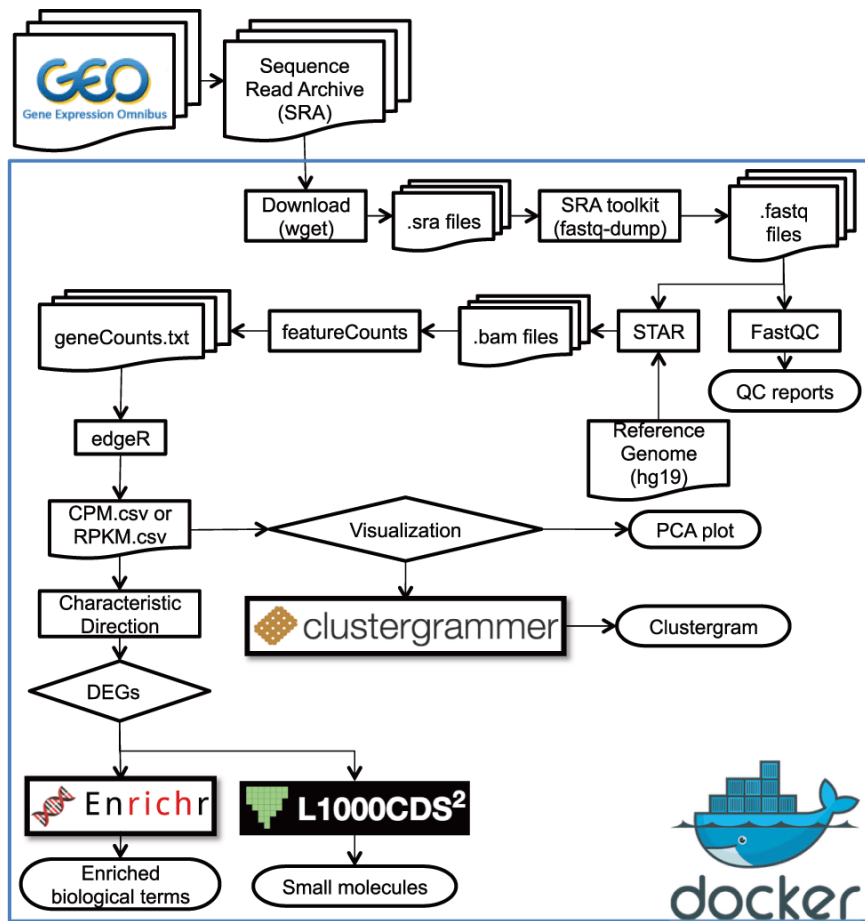 GEO
Gene Expression Omnibus
Sequence
Read Archive
(SRA)
Download
(wget)
.sra files
SRA toolkit
(fastq-dump)
.fastq
files
geneCounts.txt
featureCounts
.bam files
STAR
FastQC
QC reports
Reference
Genome
(hg19)
edgeR
CPM.csv or
RPKM.csv
Visualization
PCA plot
Characteristic
Direction
clustergrammer
Clustergram
DEGs
Enrichr
L1000CDS²
Enriched
biological terms
Small molecules
docker